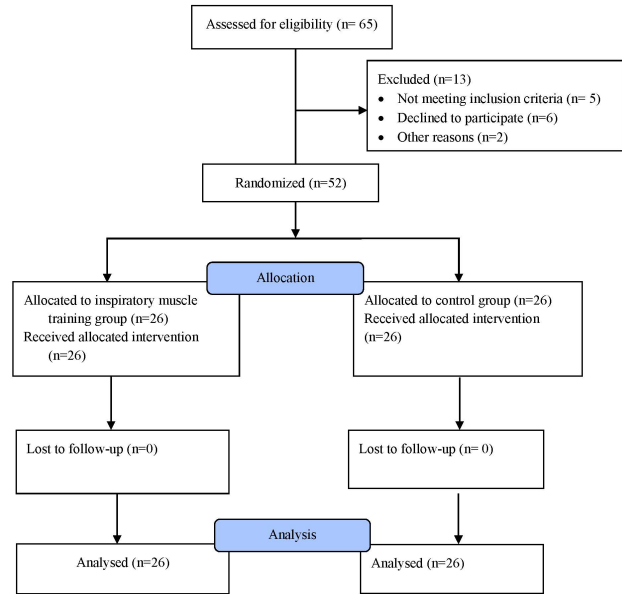 Assessed for eligibility (n= 65)
Excluded (n=13)
• Not meeting inclusion criteria (n= 5)
• Declined to participate (n=6)
• Other reasons (n=2)
Randomized (n=52)
Allocation
Allocated to inspiratory muscle
training group (n=26)
Received allocated intervention
(n=26)
Allocated to control group (n=26)
Received allocated intervention
(n=26)
Lost to follow-up (n=0)
Lost to follow-up (n= 0)
Analysis
Analysed (n=26)
Analysed (n=26)